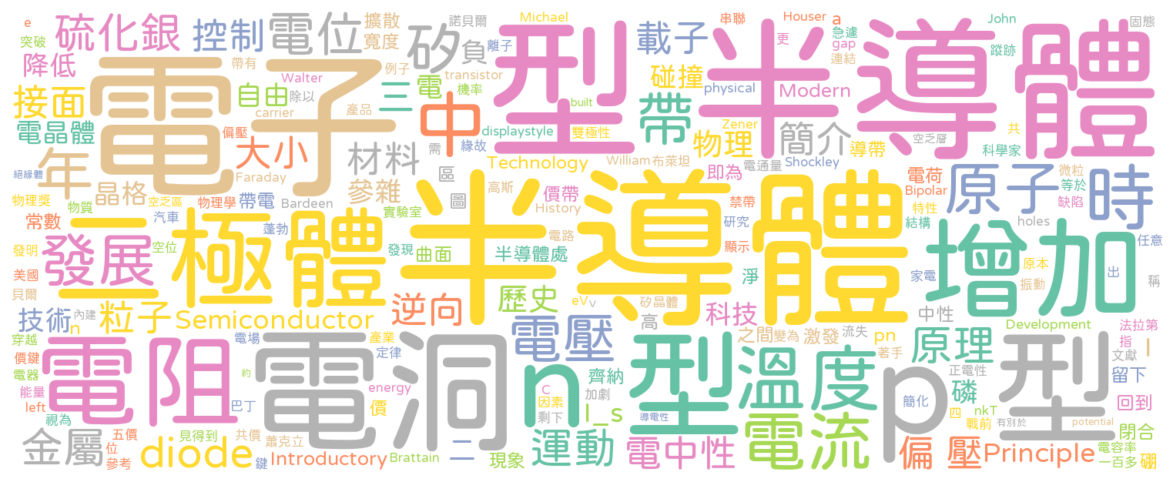 e
硫化銀
控制
電位
擴散
諾貝爾
Michael
串聯
Houser
a
John
固態
突破
寬度
矽
負
離子
型半導體
載子
更
急遽
gap
連結
蹤跡
降低
電子
帶有
Walter
例子
三
電
transistor
機率
碰撞
physical
Modern
接面
自由
除以
產品
carrier
中
built
displaystyle
雙極性
帶
物理
Zener
簡介
導帶
空乏層
共
科學家
電晶體
偏壓
大小
材料
需
緣故
Technology
William
布萊坦
電通量
Shockley
絕緣體
年
晶格
Faraday
參雜
區
高斯
價帶
即為
電荷
Bipolar
原子
微粒
等於
缺陷
時
物理獎
物質
空乏區
物理學
帶電
Bardeen
實驗室
圖
History
禁帶
特性
常數
汽車
蓬勃
二極體
半導體
研究
結構
holes
增加
發明
發展
空位
發現
曲面
電路
半導體處
顯示
任意
美國
淨
家電
原本
振動
出
稱
貝爾
技術
n
內建
粒子
Semiconductor
逆向
歷史
eV
v
矽晶體
高
科技
中性
穿越
電場
產業
定律
電壓
之間
變為
激發
流失
pn
Development
法拉第
指
I
價鍵
電器
能量
left
電阻
約
巴丁
電洞
energy
n型
齊納
C
因素
加劇
剩下
I_s
溫度
著手
原理
正電性
p型
文獻
留下
視為
價
簡化
磷
回到
導電性
四
nkT
戰前
有別於
potential
金屬
五價
位
參考
見得到
共價
鍵
diode
蕭克立
Introductory
Brattain
二
現象
運動
電中性
電流
偏壓
Principle
閉合
電容率
一百多
硼